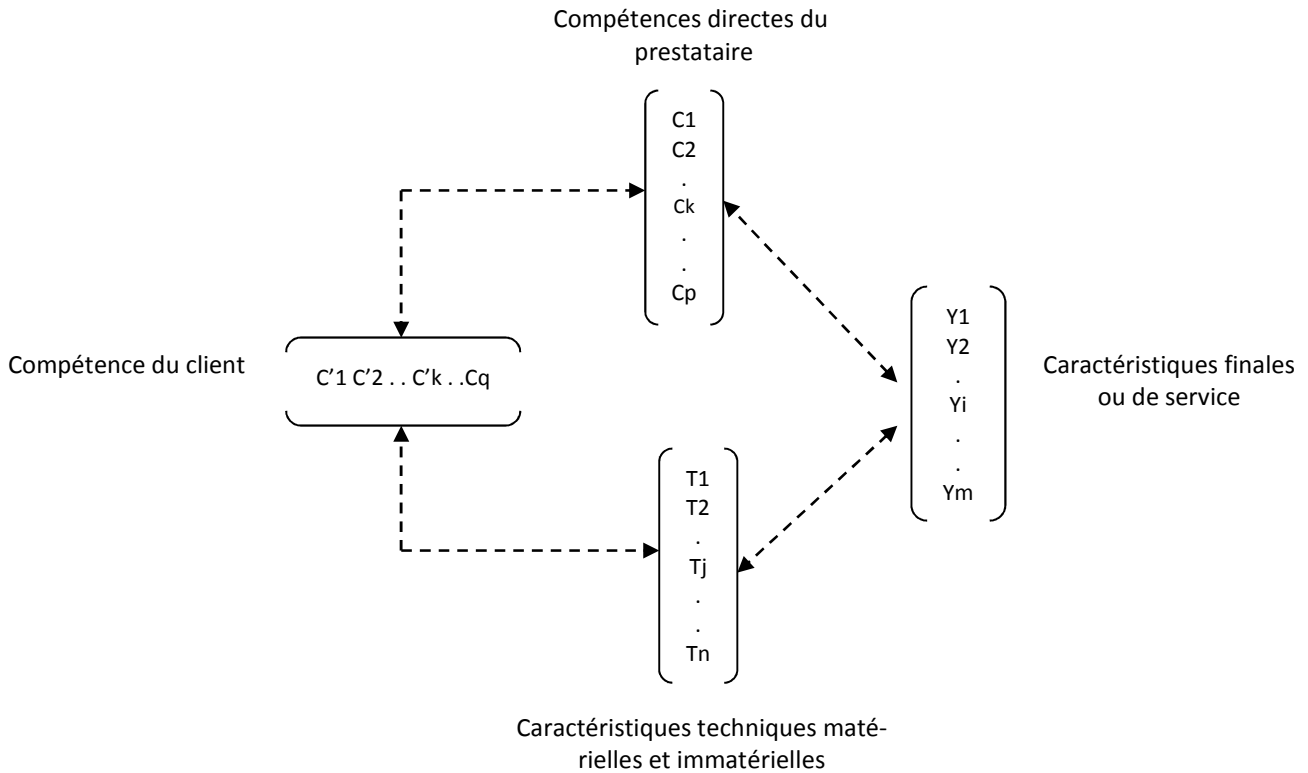 Compétences directes du
prestataire
C1
C2
.
Ck
.
.
Cp
Compétence du client
C'1 C'2 . . C'k . .Cq
Y1
Y2
.
Yi
.
.
Ym
Caractéristiques finales
ou de service
T1
T2
.
Tj
.
.
Tn
Caractéristiques techniques maté-
rielles et immatérielles